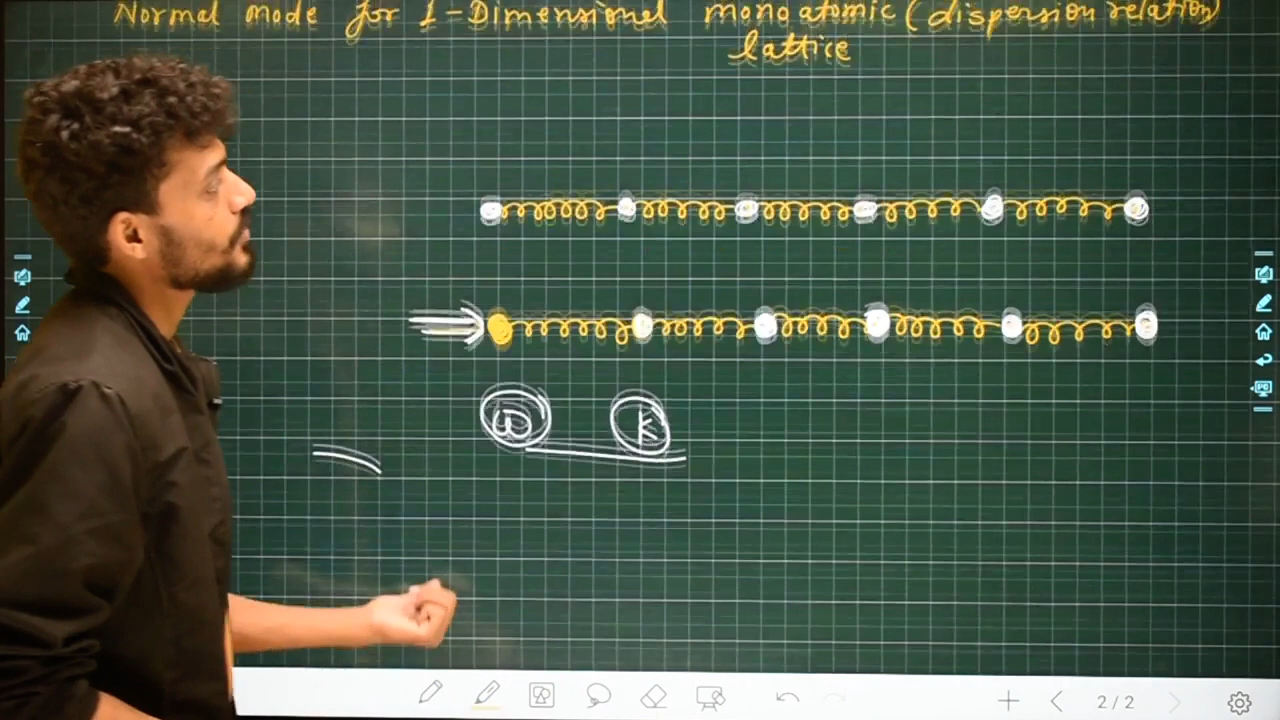 Normal mode for 1-Dimensional monoatomic (dispersion relation)
lattice
ω K
2/2